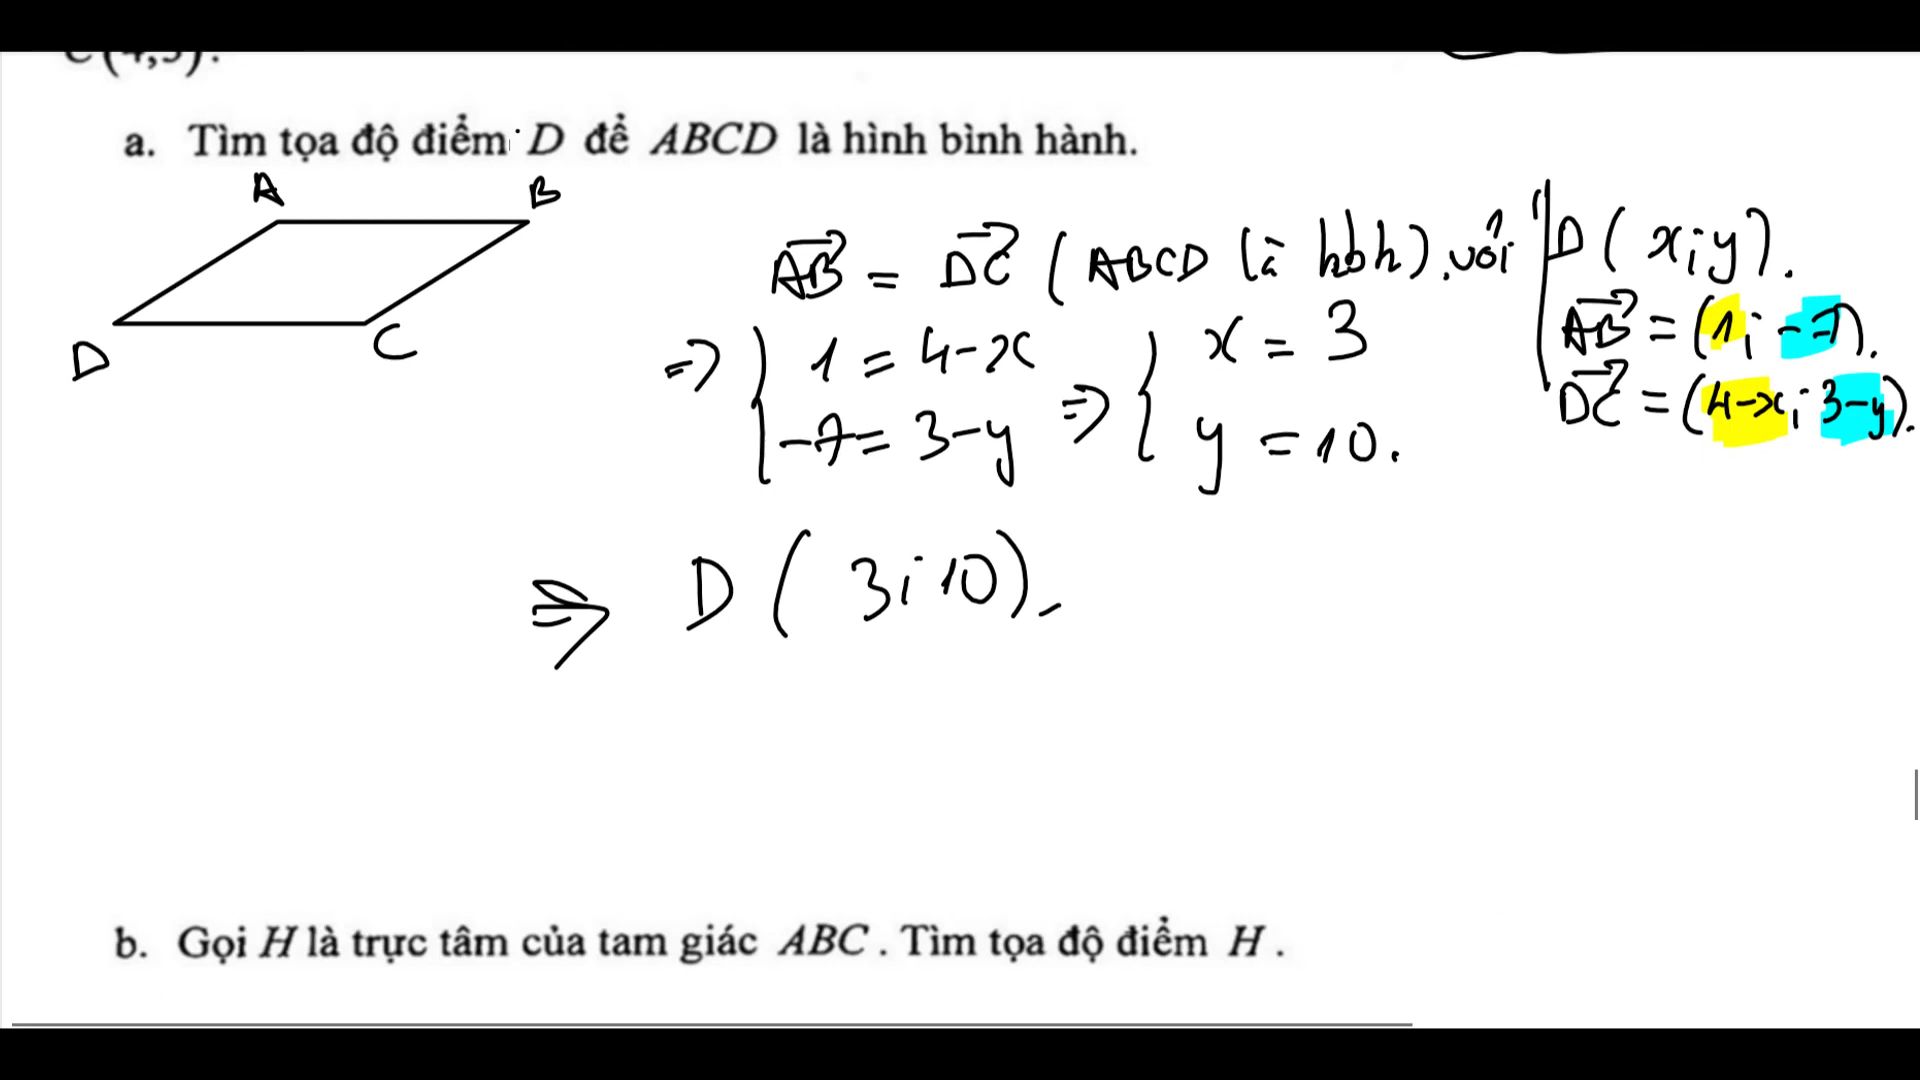 C(4;3).
a. Tìm tọa độ điểm D để ABCD là hình bình hành.
A
B
D
C
AB = DC (ABCD là hbh), với D(x;y).
AB = (1; -7).
DC = (4-x; 3-y).
=> { 1 = 4-x => { x = 3
-7 = 3-y y = 10.
=> D(3;10).
b. Gọi H là trực tâm của tam giác ABC. Tìm tọa độ điểm H.